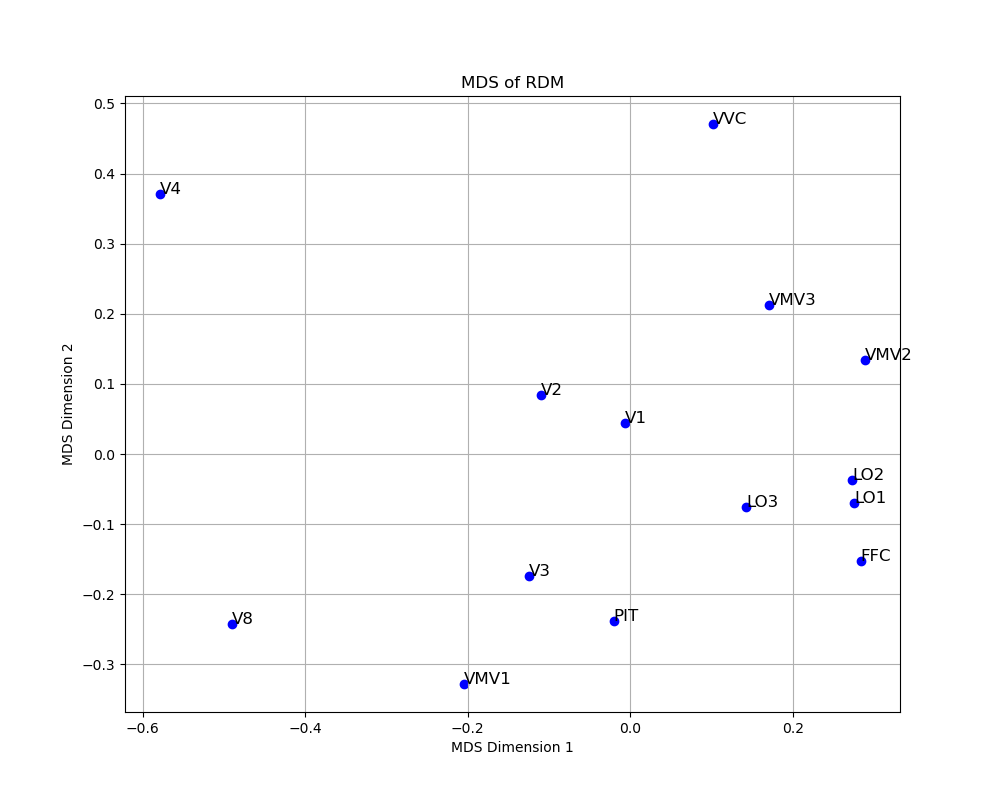 MDS of RDM
0.5
0.4
0.3
0.2
0.1
0.0
−0.1
−0.2
−0.3
MDS Dimension 2
VVC
V4
VMV3
VMV2
V2
V1
LO2
LO1
LO3
FFC
V3
PIT
V8
VMV1
−0.6 −0.4 −0.2 0.0 0.2
MDS Dimension 1